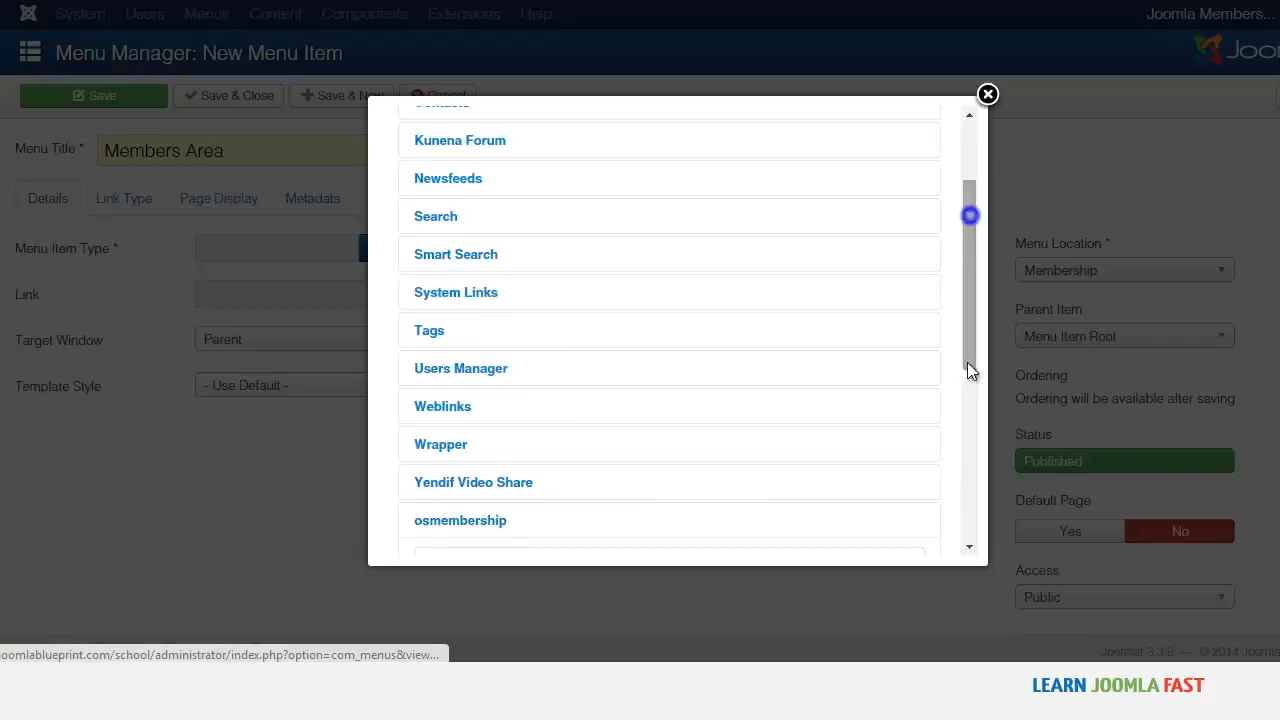 System Users Menus Content Components Extensions Help Joomla Members...
Menu Manager: New Menu Item
Save Save & Close Save & New Cancel
Contacts
Menu Title * Members Area
Kunena Forum
Newsfeeds
Details Link Type Page Display Metadata
Search
Menu Item Type * Smart Search Menu Location *
Membership
Link System Links
Parent Item
Target Window Parent Tags Menu Item Root
Users Manager Ordering
Template Style - Use Default - Ordering will be available after saving
Weblinks
Status
Wrapper
Published
Yendif Video Share
Default Page
osmembership
Yes No
Access
Public
oomlablueprint.com/school/administrator/index.php?option=com_menus&view...
LEARN JOOMLA FAST